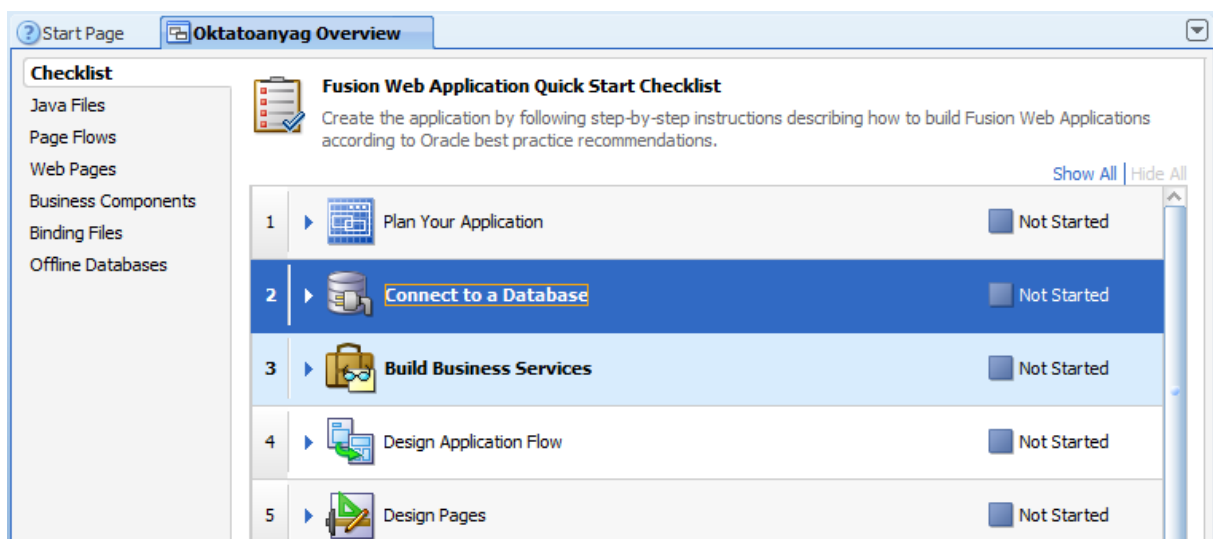 Start Page
Oktatoanyag Overview
Checklist
Java Files
Page Flows
Web Pages
Business Components
Binding Files
Offline Databases
Fusion Web Application Quick Start Checklist
Create the application by following step-by-step instructions describing how to build Fusion Web Applications
according to Oracle best practice recommendations.
Show All | Hide All
1 Plan Your Application Not Started
2 Connect to a Database Not Started
3 Build Business Services Not Started
4 Design Application Flow Not Started
5 Design Pages Not Started